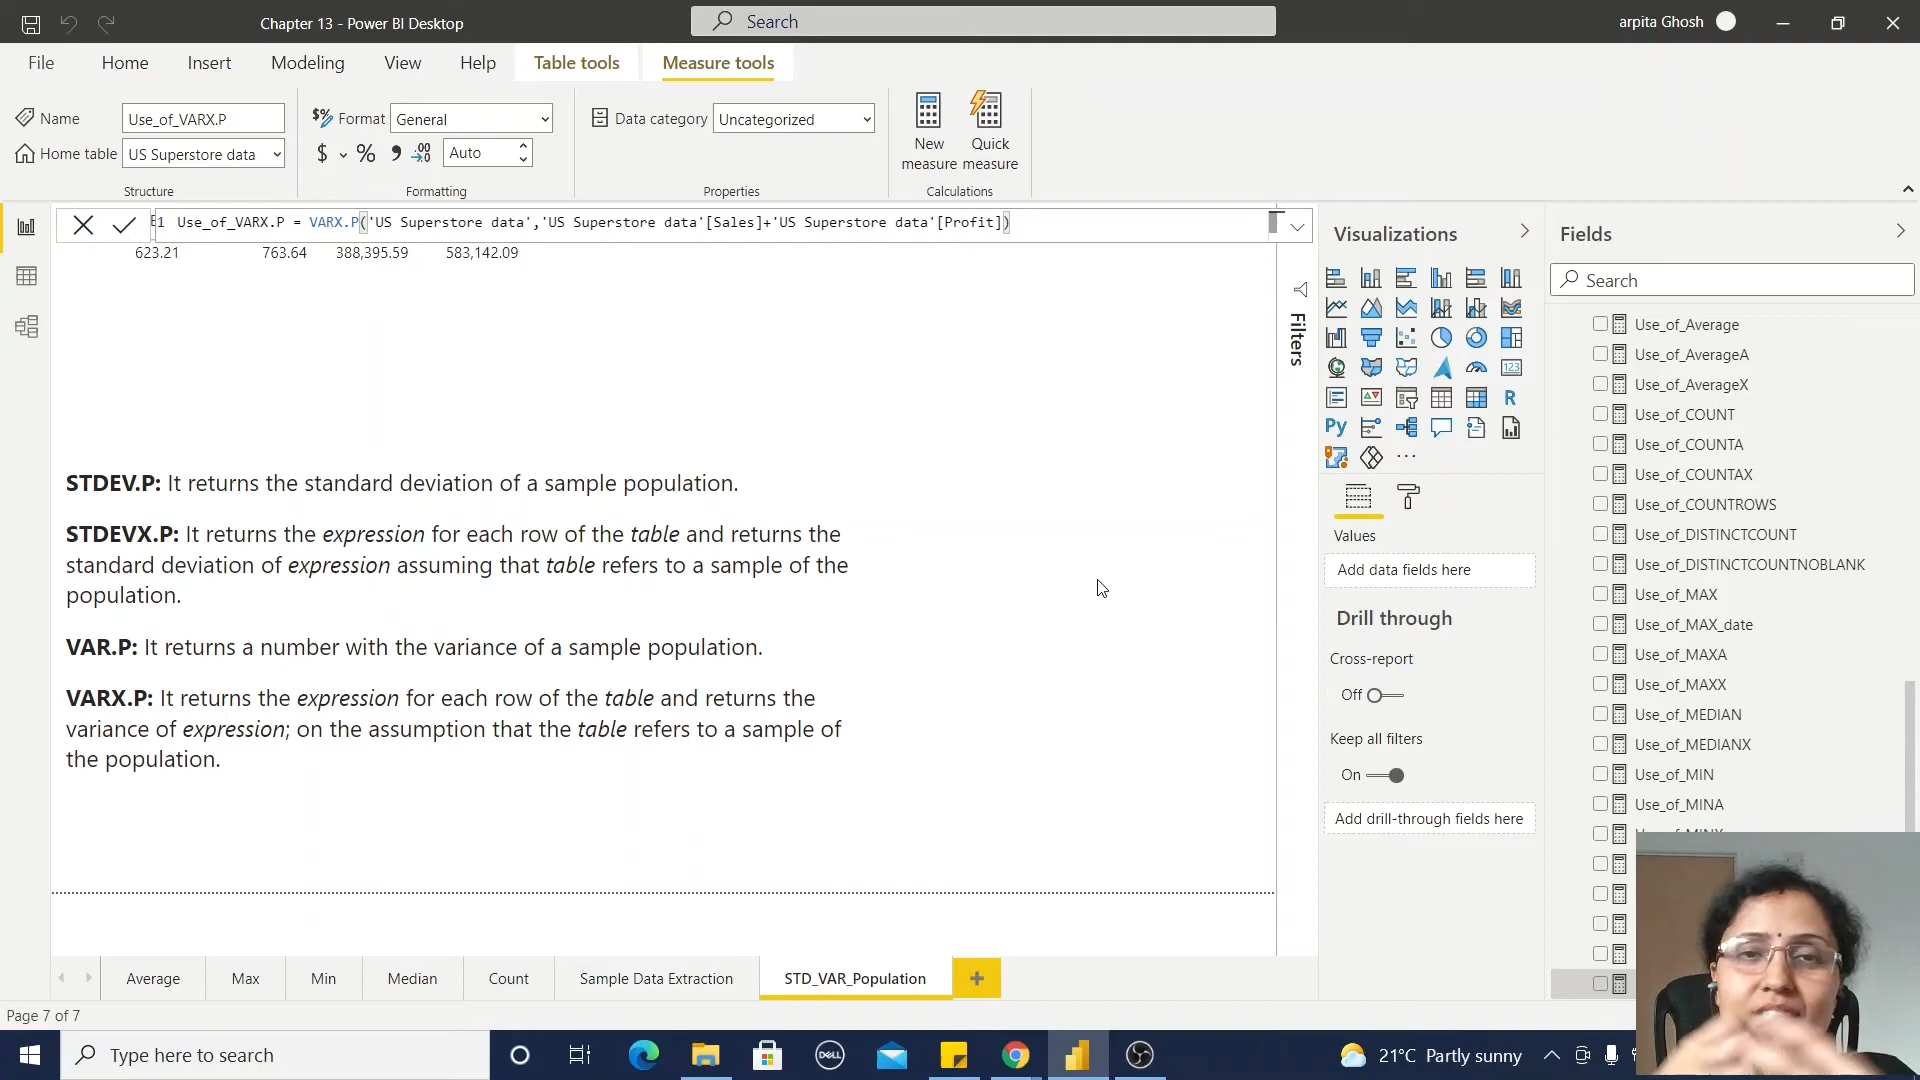 Chapter 13 - Power BI Desktop
Search
arpita Ghosh
File
Home
Insert
Modeling
View
Help
Table tools
Measure tools
Name
Use_of_VARX.P
Format
General
Data category
Uncategorized
New
measure
Quick
measure
Home table
US Superstore data
$
%
Auto
Structure
Formatting
Properties
Calculations
1 Use_of_VARX.P = VARX.P('US Superstore data','US Superstore data'[Sales]+'US Superstore data'[Profit])
623.21
763.64
388,395.59
583,142.09
STDEV.P: It returns the standard deviation of a sample population.
STDEVX.P: It returns the expression for each row of the table and returns the
standard deviation of expression assuming that table refers to a sample of the
population.
VAR.P: It returns a number with the variance of a sample population.
VARX.P: It returns the expression for each row of the table and returns the
variance of expression; on the assumption that the table refers to a sample of
the population.
Filters
Visualizations
123
R
Py
Values
Add data fields here
Drill through
Cross-report
Off
Keep all filters
On
Add drill-through fields here
Fields
Search
Use_of_Average
Use_of_AverageA
Use_of_AverageX
Use_of_COUNT
Use_of_COUNTA
Use_of_COUNTAX
Use_of_COUNTROWS
Use_of_DISTINCTCOUNT
Use_of_DISTINCTCOUNTNOBLANK
Use_of_MAX
Use_of_MAX_date
Use_of_MAXA
Use_of_MAXX
Use_of_MEDIAN
Use_of_MEDIANX
Use_of_MIN
Use_of_MINA
Average
Max
Min
Median
Count
Sample Data Extraction
STD_VAR_Population
Page 7 of 7
Type here to search
DELL
21°C Partly sunny